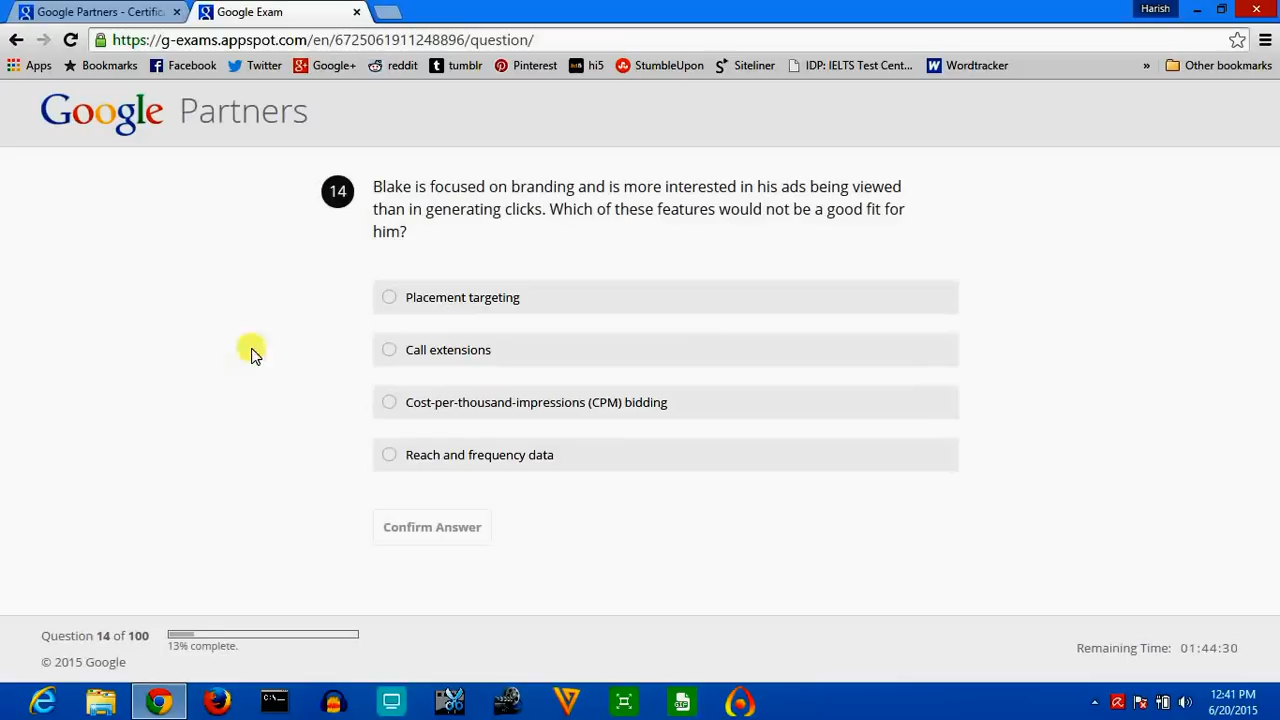 Google Partners - Certific
Google Exam
Harish
https://g-exams.appspot.com/en/6725061911248896/question/
Apps
Bookmarks
Facebook
Twitter
Google+
reddit
tumblr
Pinterest
hi5
StumbleUpon
Siteliner
IDP: IELTS Test Cent...
Wordtracker
»
Other bookmarks
Google Partners
14
Blake is focused on branding and is more interested in his ads being viewed
than in generating clicks. Which of these features would not be a good fit for
him?
Placement targeting
Call extensions
Cost-per-thousand-impressions (CPM) bidding
Reach and frequency data
Confirm Answer
Question 14 of 100
13% complete.
© 2015 Google
Remaining Time: 01:44:30
12:41 PM
6/20/2015